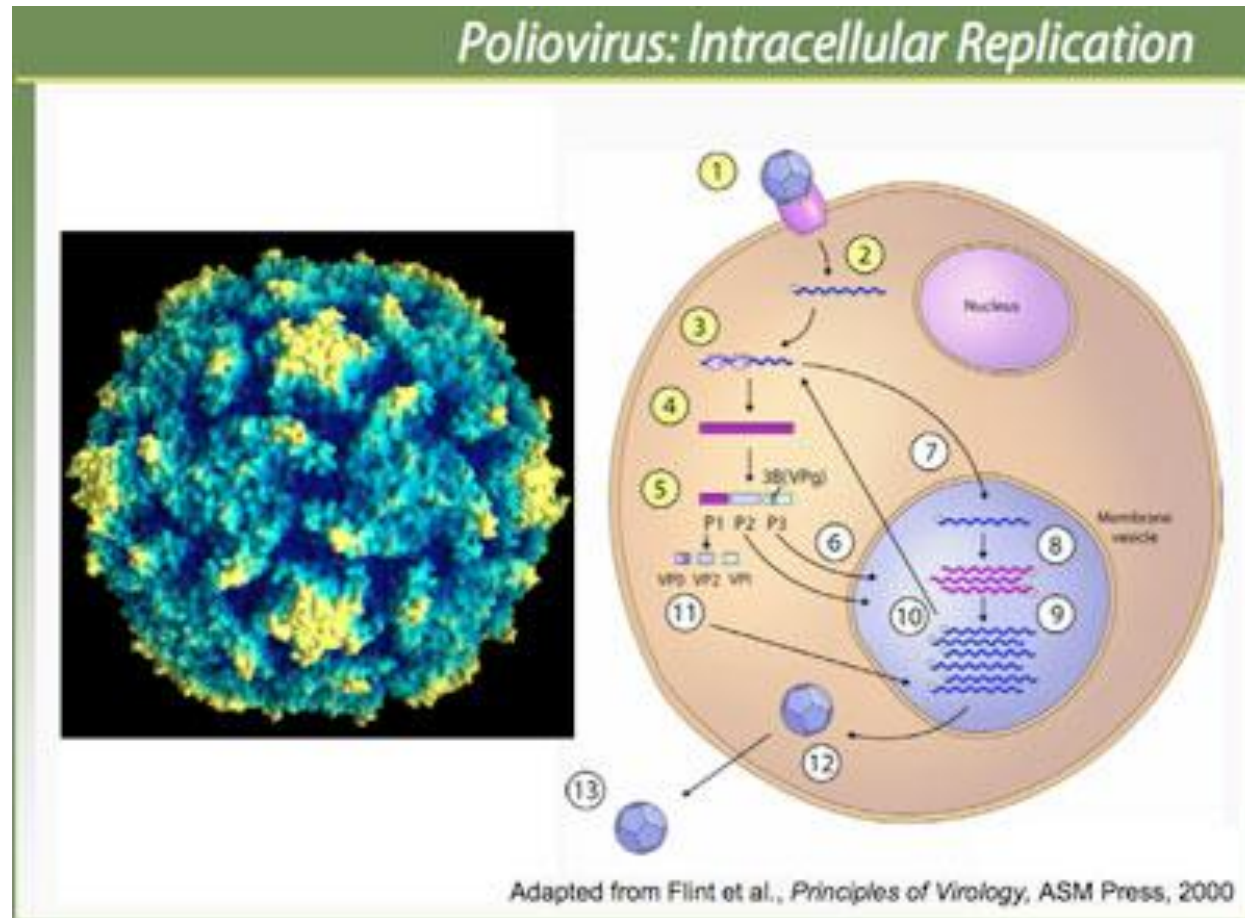 Poliovirus: Intracellular Replication
1
2
Nucleus
3
4
7
3B(VPg)
5
P1 P2 P3
6
Membrane
vesicle
8
VP0 VP2 VP1
11
10
9
12
13
Adapted from Flint et al., Principles of Virology, ASM Press, 2000